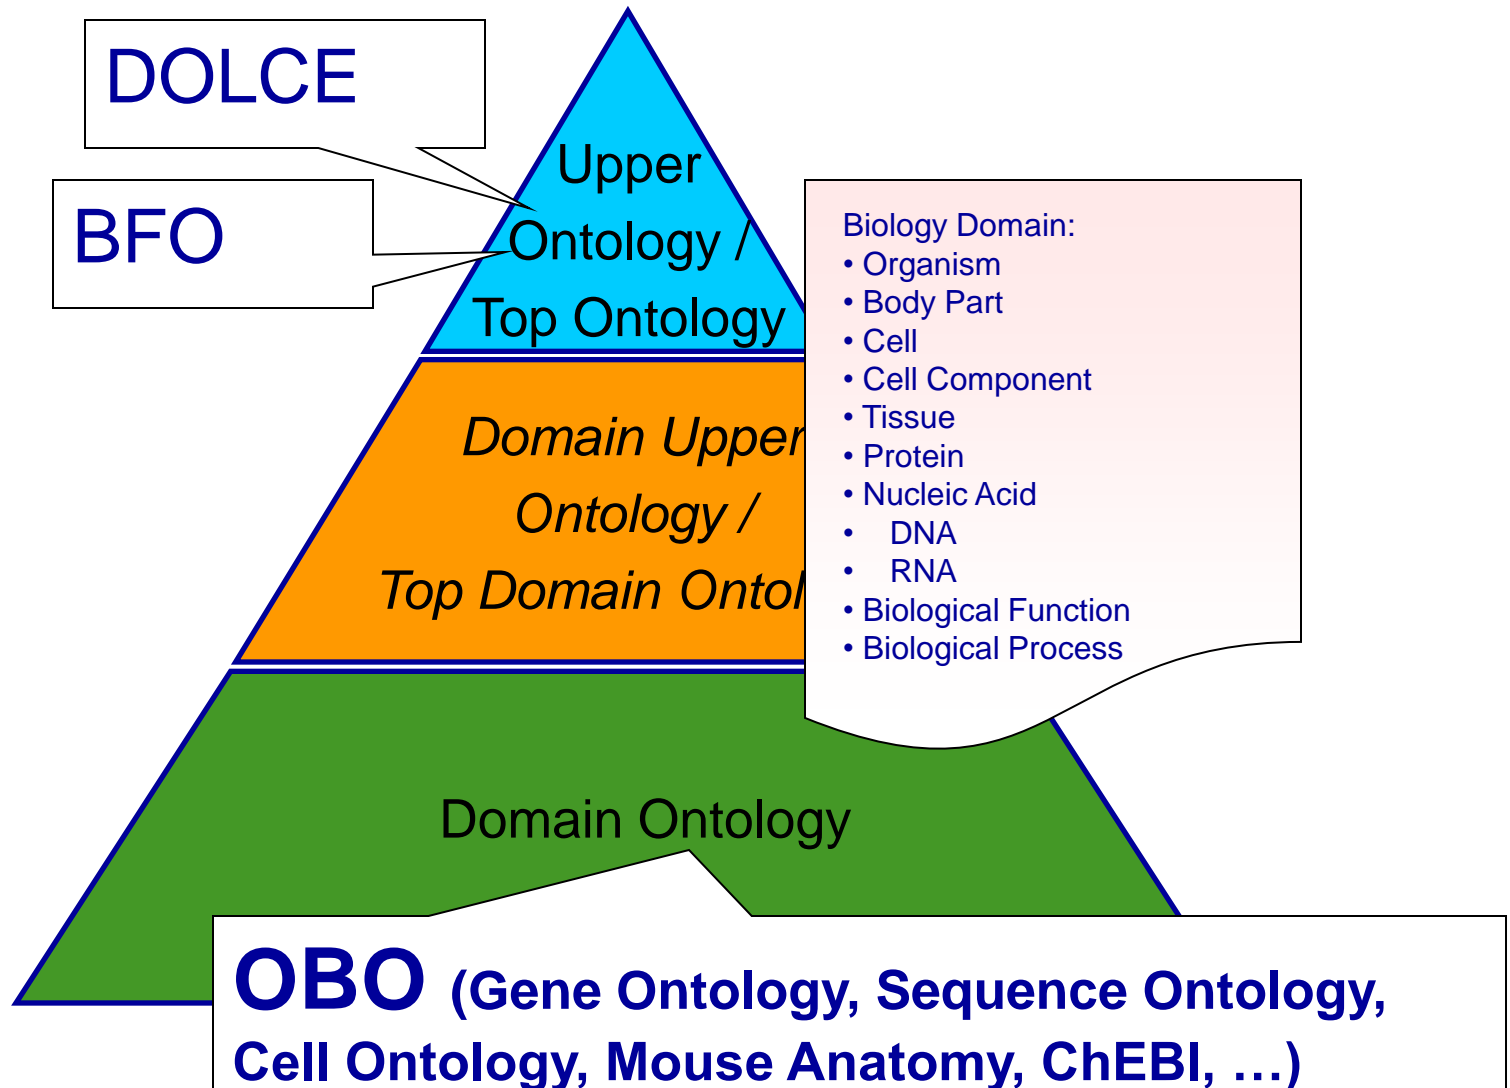 DOLCE
BFO
Upper
Ontology /
Top Ontology
Domain Upper
Ontology /
Top Domain Ontol
Biology Domain:
• Organism
• Body Part
• Cell
• Cell Component
• Tissue
• Protein
• Nucleic Acid
• DNA
• RNA
• Biological Function
• Biological Process
Domain Ontology
OBO (Gene Ontology, Sequence Ontology,
Cell Ontology, Mouse Anatomy, ChEBI, …)